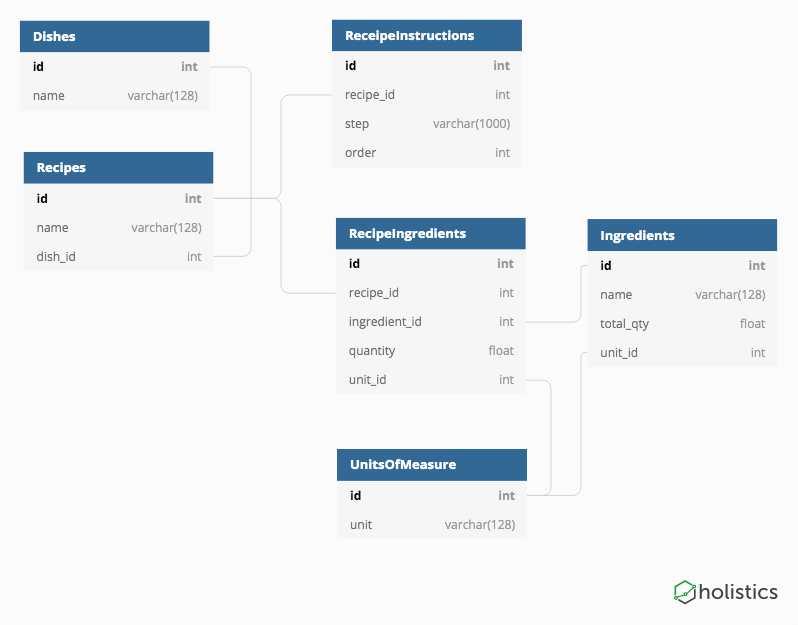 Dishes
id int
name varchar(128)
Recipes
id int
name varchar(128)
dish_id int
ReceipeInstructions
id int
recipe_id int
step varchar(1000)
order int
RecipeIngredients
id int
recipe_id int
ingredient_id int
quantity float
unit_id int
Ingredients
id int
name varchar(128)
total_qty float
unit_id int
UnitsOfMeasure
id int
unit varchar(128)
holistics